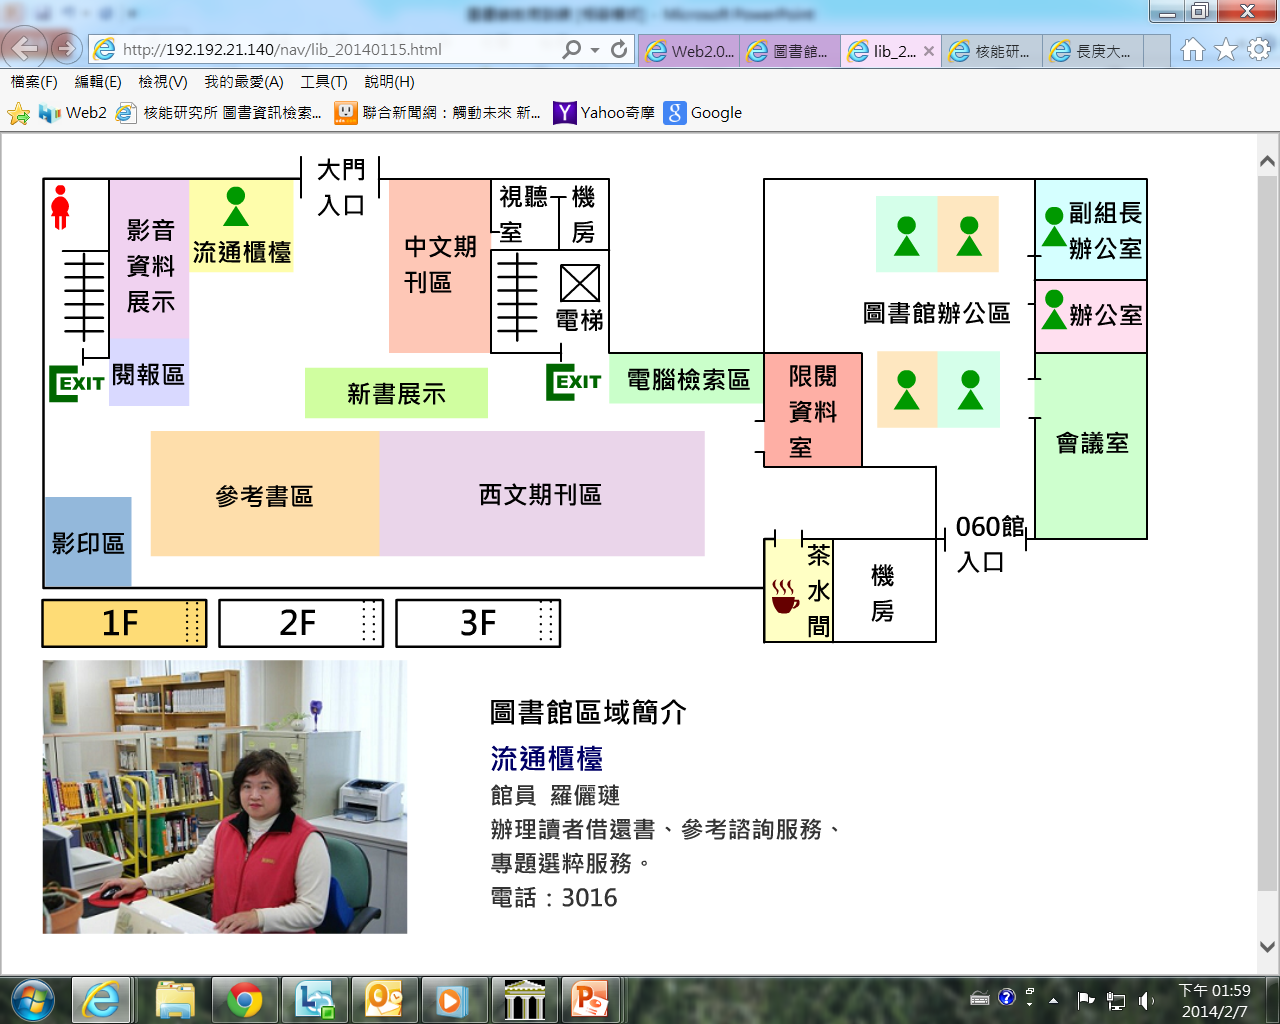 http://192.192.21.140/nav/lib_20140115.html
Web2.0...
圖書館...
lib_2...
核能研...
長庚大...
檔案(F) 編輯(E) 檢視(V) 我的最愛(A) 工具(T) 說明(H)
Web2 核能研究所 圖書資訊檢索... 聯合新聞網：觸動未來 新... Yahoo奇摩 Google
大門
入口
影音
資料
展示
流通櫃檯
中文期
刊區
視聽
室
機
房
電梯
副組長
辦公室
圖書館辦公區
辦公室
EXIT
閱報區
新書展示
EXIT
電腦檢索區
限閱
資料
室
會議室
參考書區
西文期刊區
影印區
060館
入口
茶
水
間
機
房
1F
2F
3F
圖書館區域簡介
流通櫃檯
館員 羅儷璉
辦理讀者借還書、參考諮詢服務、
專題選粹服務。
電話：3016
下午 01:59
2014/2/7